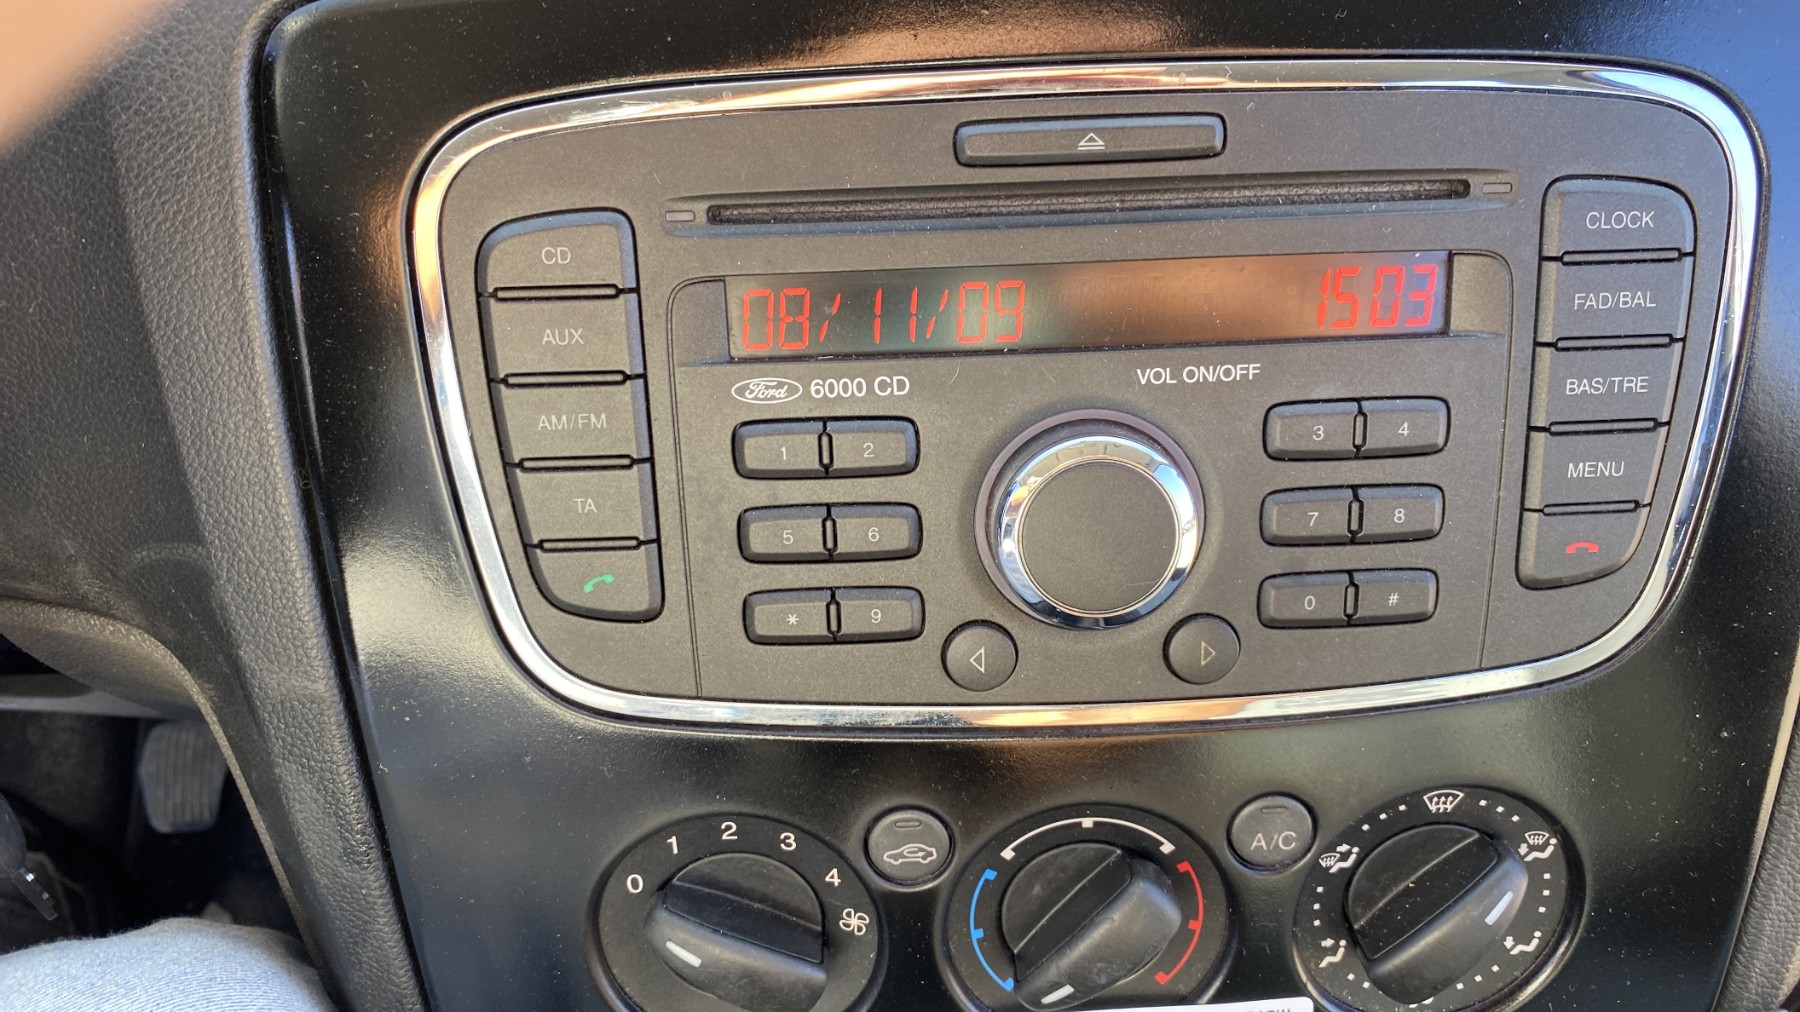 CD
AUX
AM/FM
TA
08/11/09 1503
Ford 6000 CD
VOL ON/OFF
1 2 3 4
5 6 7 8
* 9 0 #
CLOCK
FAD/BAL
BAS/TRE
MENU
0 1 2 3 4
A/C